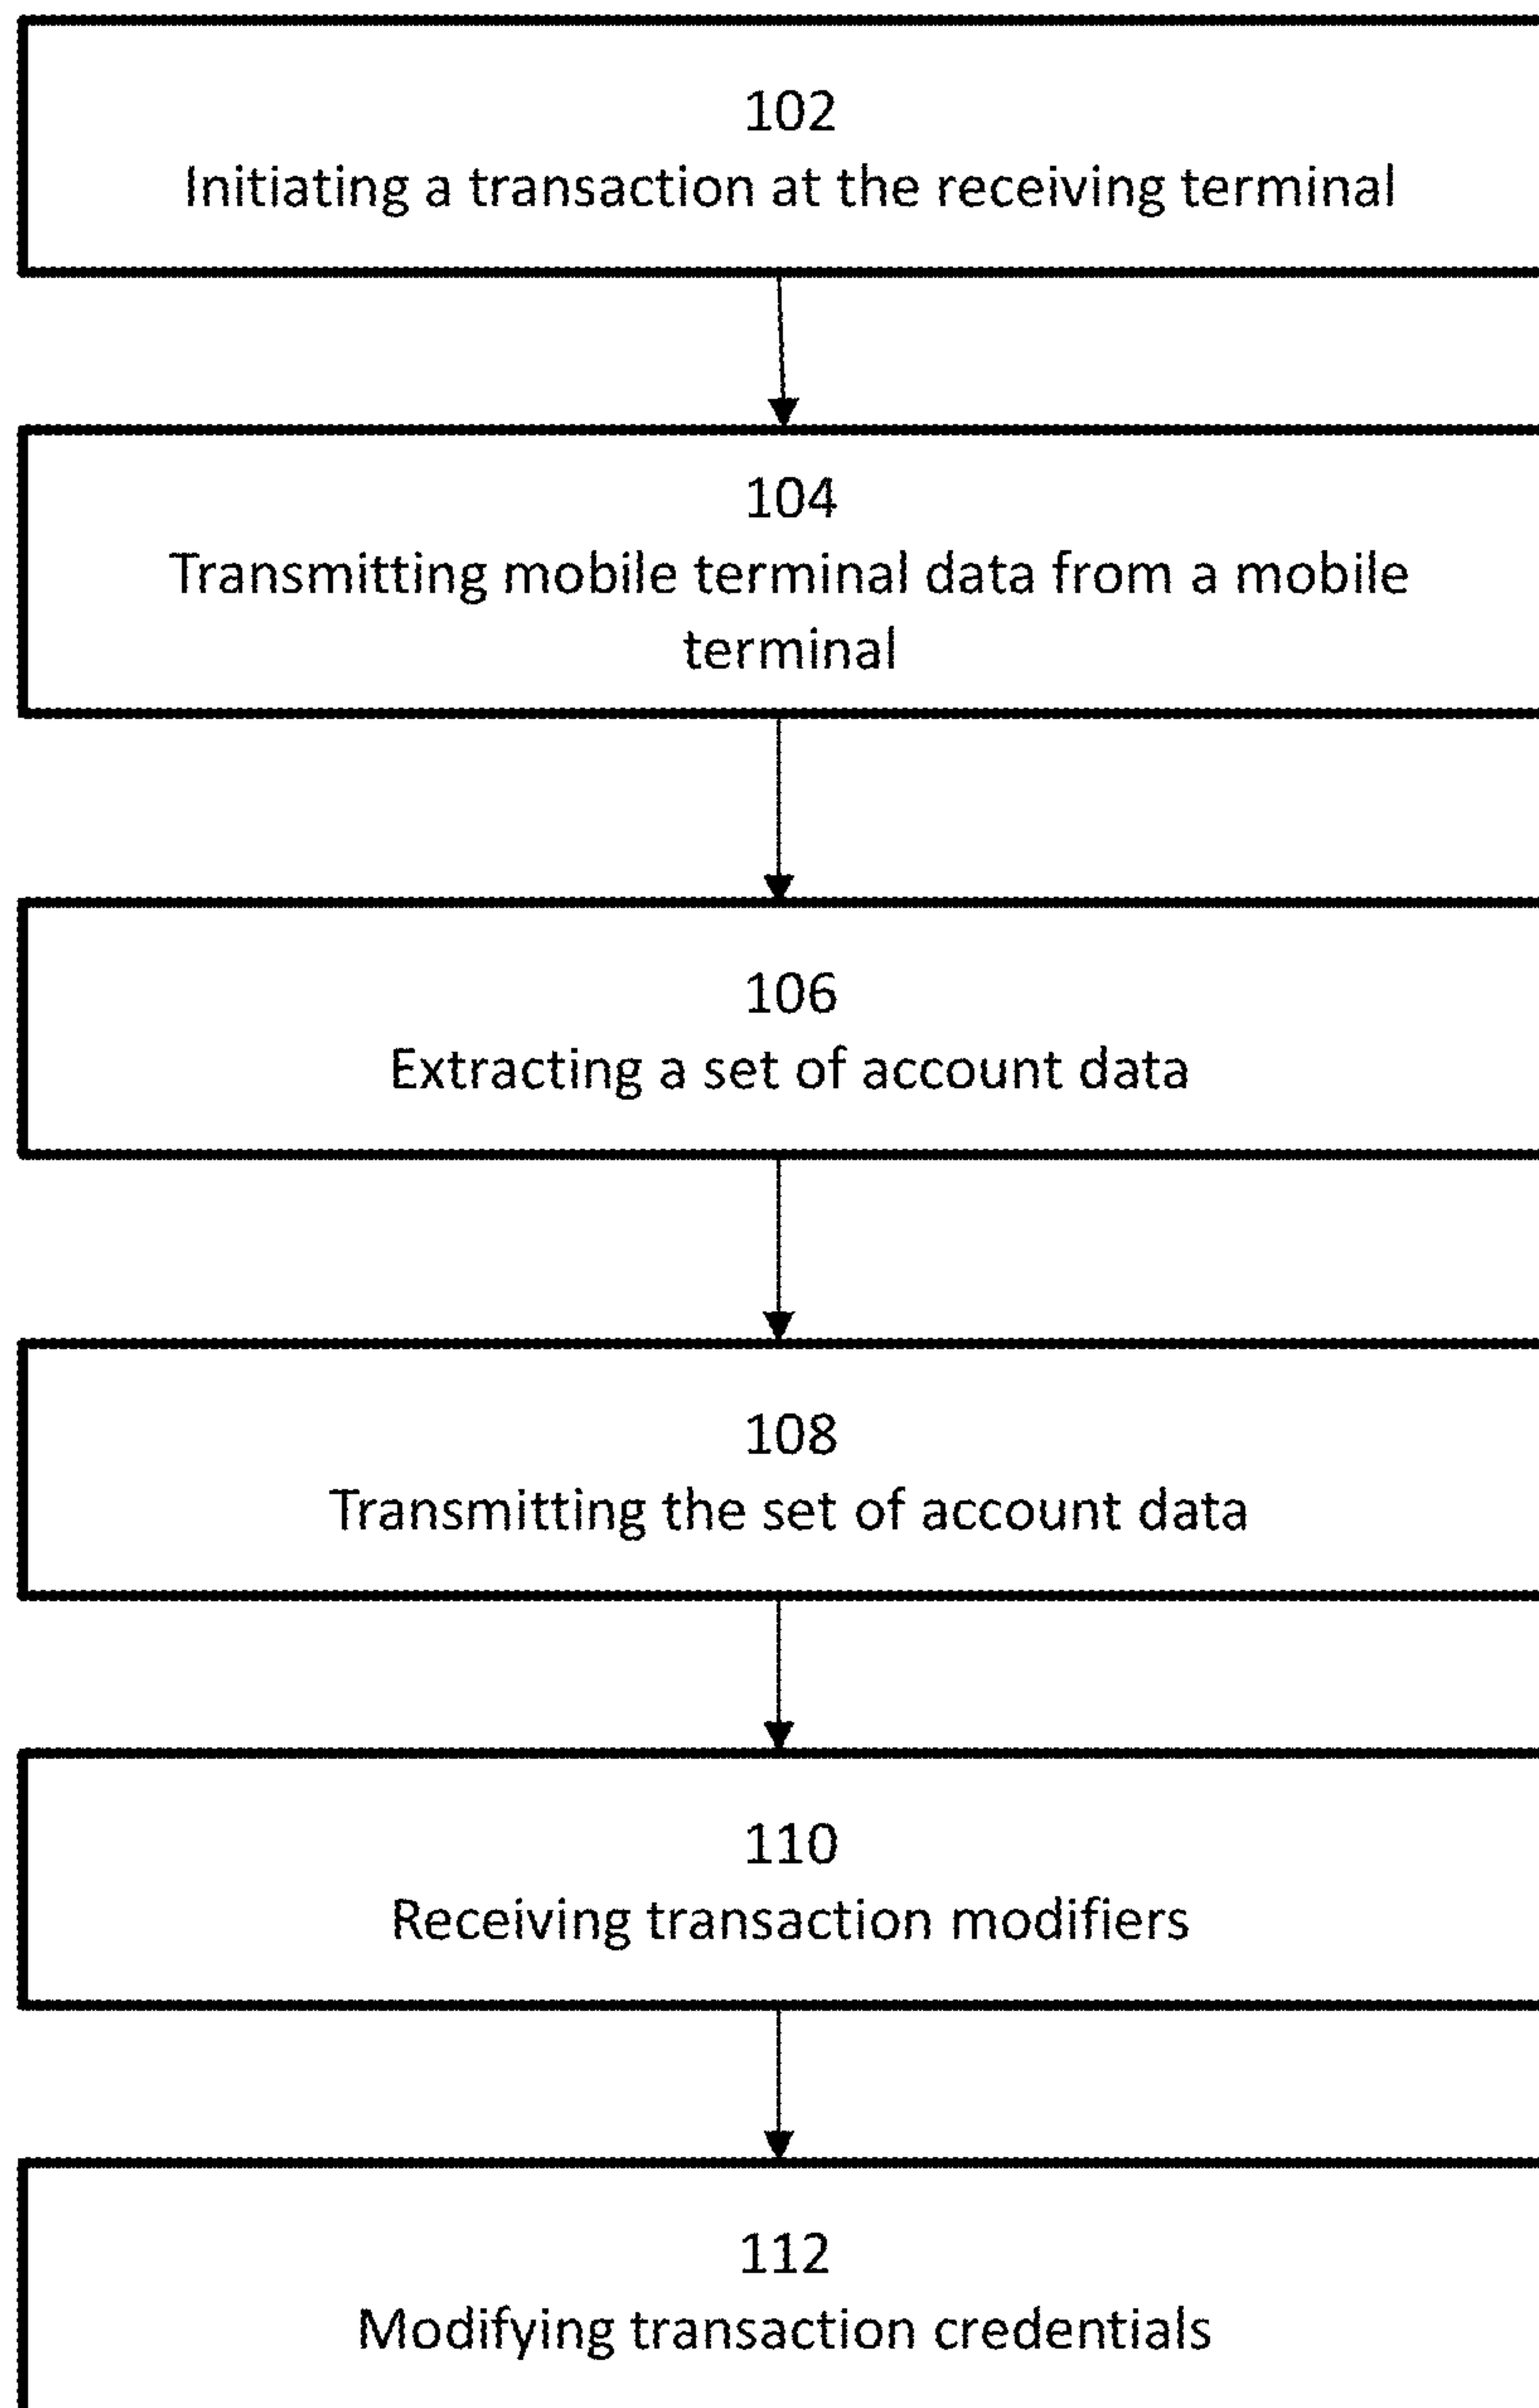 102
Initiating a transaction at the receiving terminal
104
Transmitting mobile terminal data from a mobile
terminal
106
Extracting a set of account data
108
Transmitting the set of account data
110
Receiving transaction modifiers
112
Modifying transaction credentials